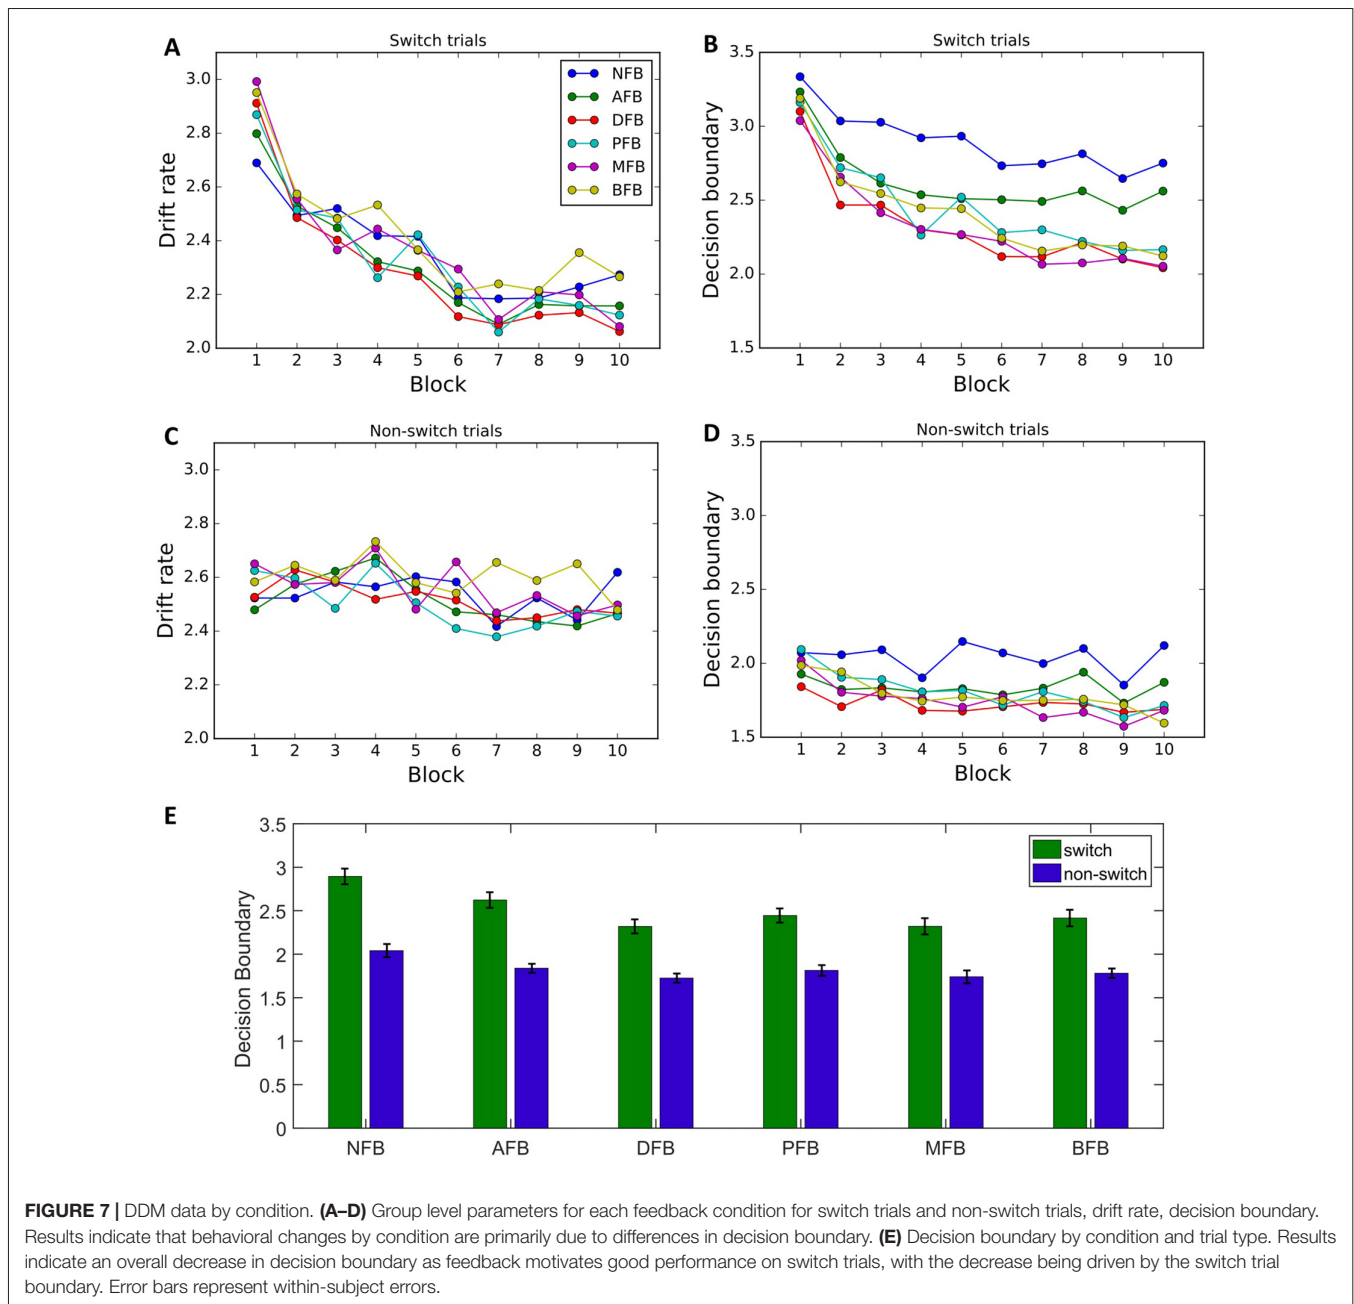 A
Switch trials
3.0
2.8
2.6
2.4
2.2
2.0
Drift rate
NFB
AFB
DFB
PFB
MFB
BFB
1 2 3 4 5 6 7 8 9 10
Block
B
Switch trials
3.5
3.0
2.5
2.0
1.5
Decision boundary
1 2 3 4 5 6 7 8 9 10
Block
C
Non-switch trials
3.0
2.8
2.6
2.4
2.2
2.0
Drift rate
1 2 3 4 5 6 7 8 9 10
Block
D
Non-switch trials
3.5
3.0
2.5
2.0
1.5
Decision boundary
1 2 3 4 5 6 7 8 9 10
Block
E
3.5
3
2.5
2
1.5
1
0.5
0
Decision Boundary
switch
non-switch
NFB AFB DFB PFB MFB BFB
FIGURE 7 | DDM data by condition. (A–D) Group level parameters for each feedback condition for switch trials and non-switch trials, drift rate, decision boundary.
Results indicate that behavioral changes by condition are primarily due to differences in decision boundary. (E) Decision boundary by condition and trial type. Results
indicate an overall decrease in decision boundary as feedback motivates good performance on switch trials, with the decrease being driven by the switch trial
boundary. Error bars represent within-subject errors.